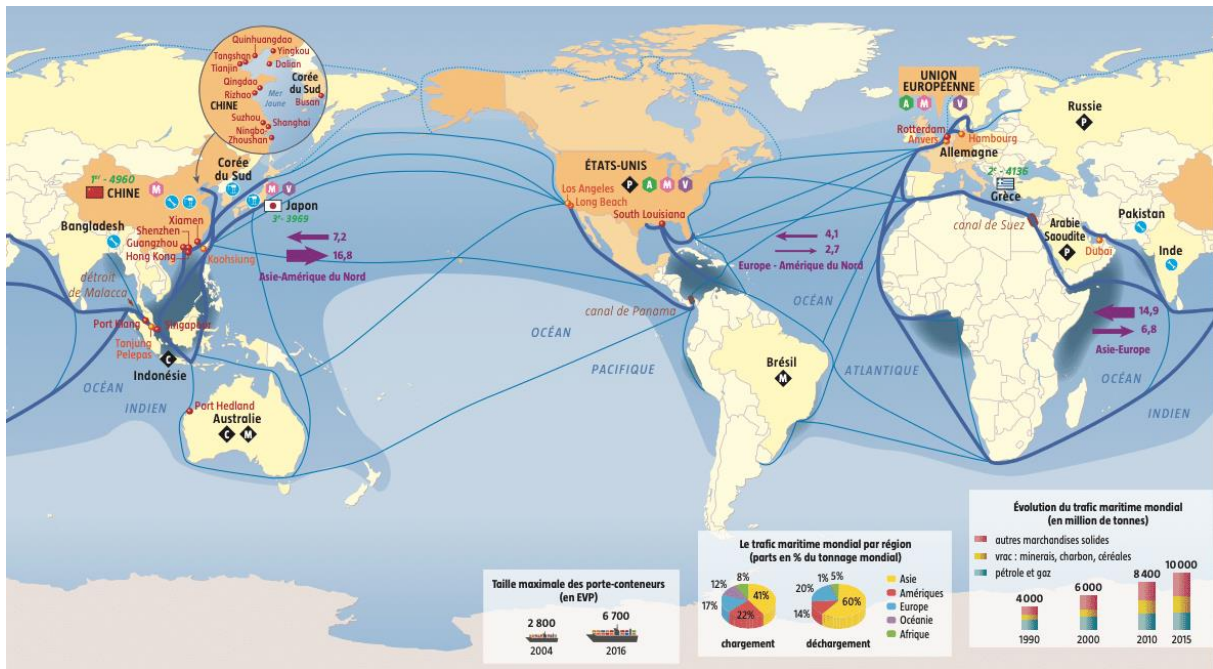 Quinhuangdao
Yingkou
Tangshan
Tianjin
Dalian
Qingdao
Rizhao
Corée
du Sud
Mer
Jaune
Busan
CHINE
Suzhou
Shanghai
Ningbo-
Zhoushan
1er - 4960
CHINE
M
Corée
du Sud
M V
Japon
3e - 3969
Bangladesh
Xiamen
Shenzhen
Guangzhou
Hong Kong
Kaohsiung
7,2
16,8
Asie-Amérique du Nord
détroit
de Malacca
Port Klang
Singapour
Tanjung
Pelepas
C
Indonésie
OCÉAN
INDIEN
Port Hedland
Australie
C M
ÉTATS-UNIS
P A M V
Los Angeles
Long Beach
South Louisiana
4,1
2,7
Europe - Amérique du Nord
canal de Panama
OCÉAN
PACIFIQUE
OCÉAN
ATLANTIQUE
Brésil
M
UNION
EUROPÉENNE
A M V
Russie
P
Rotterdam
Anvers
Hambourg
Allemagne
2e - 4136
Grèce
canal de Suez
Arabie
Saoudite
P
Dubai
Pakistan
Inde
14,9
6,8
Asie-Europe
OCÉAN
INDIEN
Taille maximale des porte-conteneurs
(en EVP)
2 800
6 700
2004
2016
Le trafic maritime mondial par région
(parts en % du tonnage mondial)
8%
12%
41%
17%
22%
chargement
1% 5%
20%
60%
14%
déchargement
Asie
Amériques
Europe
Océanie
Afrique
Évolution du trafic maritime mondial
(en million de tonnes)
autres marchandises solides
vrac : minerais, charbon, céréales
pétrole et gaz
4000
6 000
8 400
10 000
1990
2000
2010
2015